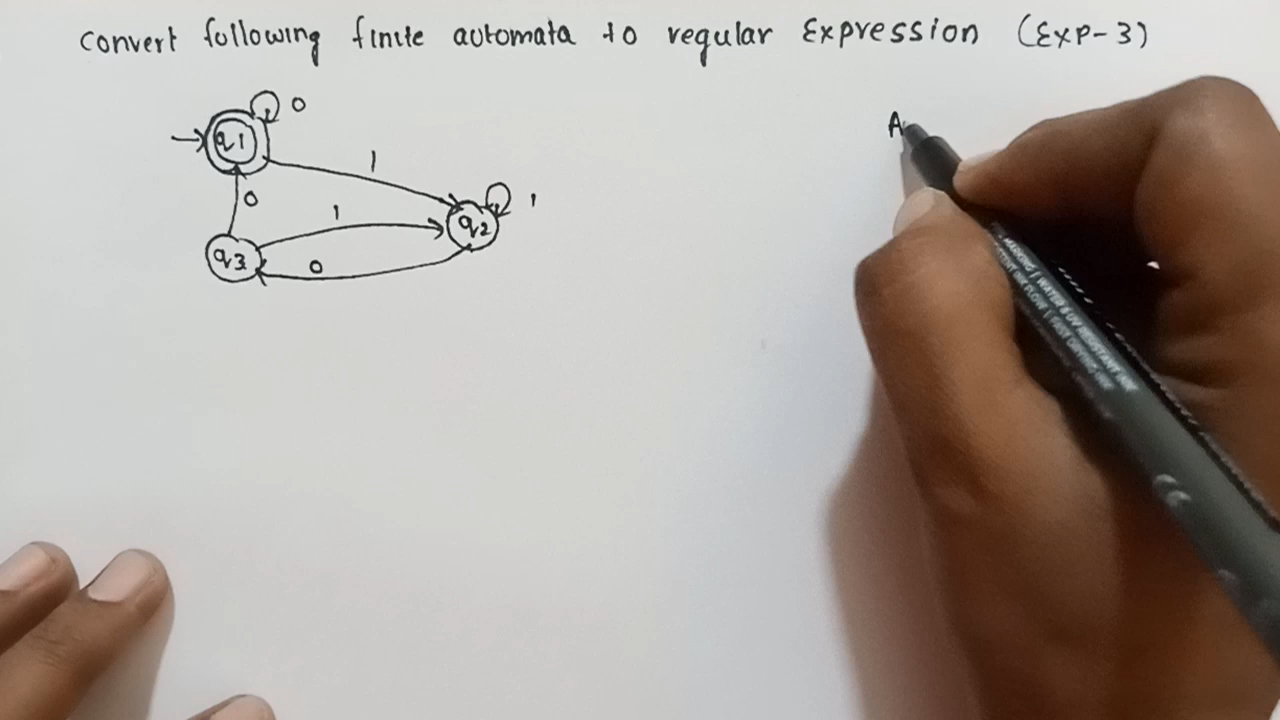 convert following finite automata to regular Expression (Exp-3)
A
0
q1
1
0
1
q2
1
q3
0